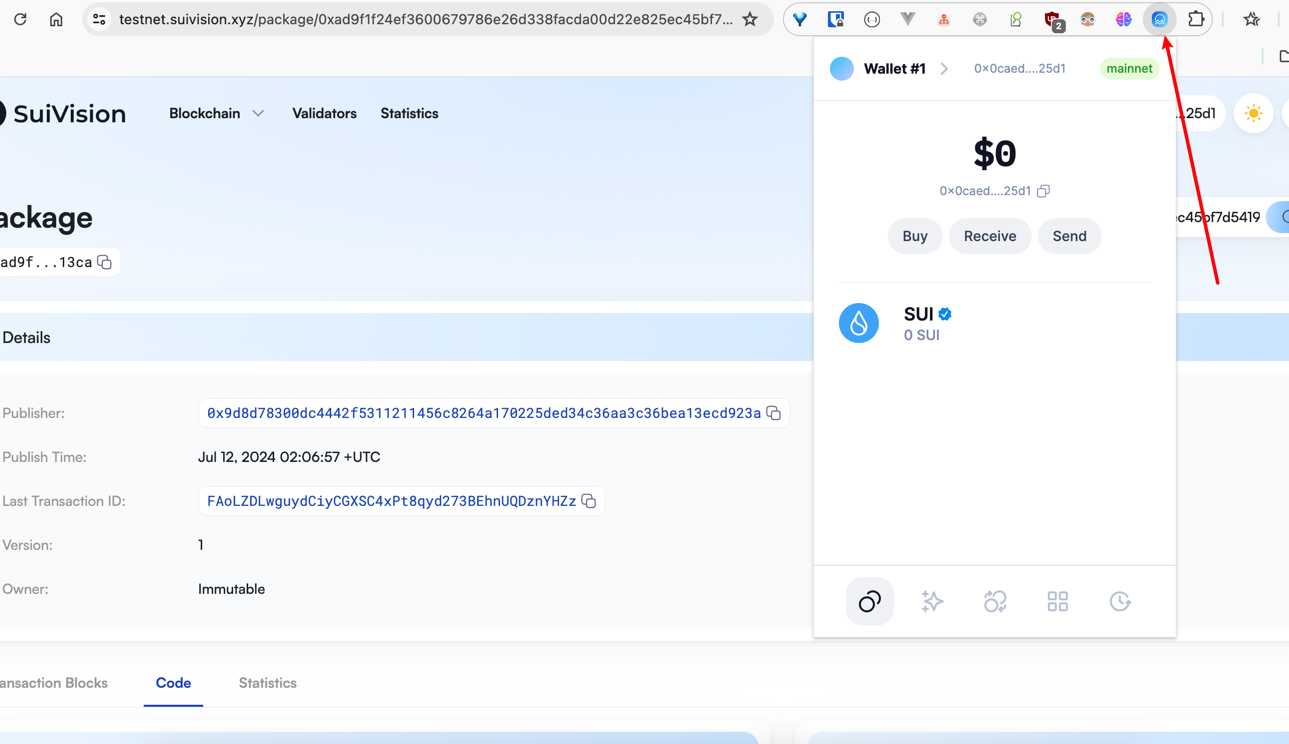 testnet.suivision.xyz/package/0xad9f1f24ef3600679786e26d338facda00d22e825ec45bf7...
2
Wallet #1
0×0caed....25d1
mainnet
SuiVision
Blockchain
Validators
Statistics
...25d1
$0
0×0caed....25d1
Buy
Receive
Send
ackage
c45bf7d5419
ad9f...13ca
SUI
0 SUI
Details
Publisher:
0x9d8d78300dc4442f5311211456c8264a170225ded34c36aa3c36bea13ecd923a
Publish Time:
Jul 12, 2024 02:06:57 +UTC
Last Transaction ID:
FAoLZDLwguydCiyCGXSC4xPt8qyd273BEhnUQDznYHZz
Version:
1
Owner:
Immutable
ansaction Blocks
Code
Statistics